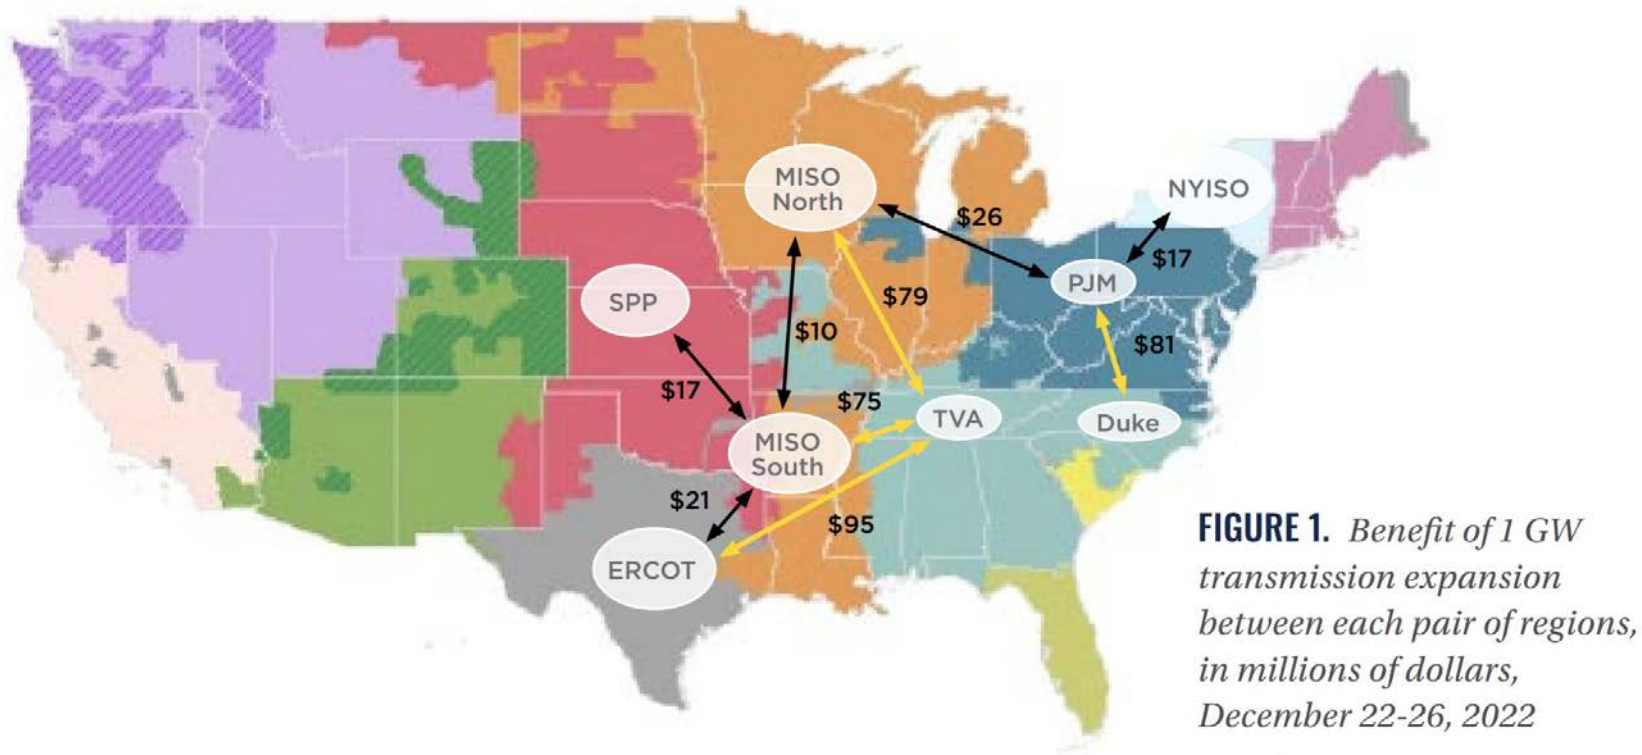 MISO
North
NYISO
$26
$17
PJM
SPP
$79
$10
$81
$17
$75
TVA
Duke
MISO
South
$21
$95
ERCOT
FIGURE 1. Benefit of 1 GW
transmission expansion
between each pair of regions,
in millions of dollars,
December 22-26, 2022